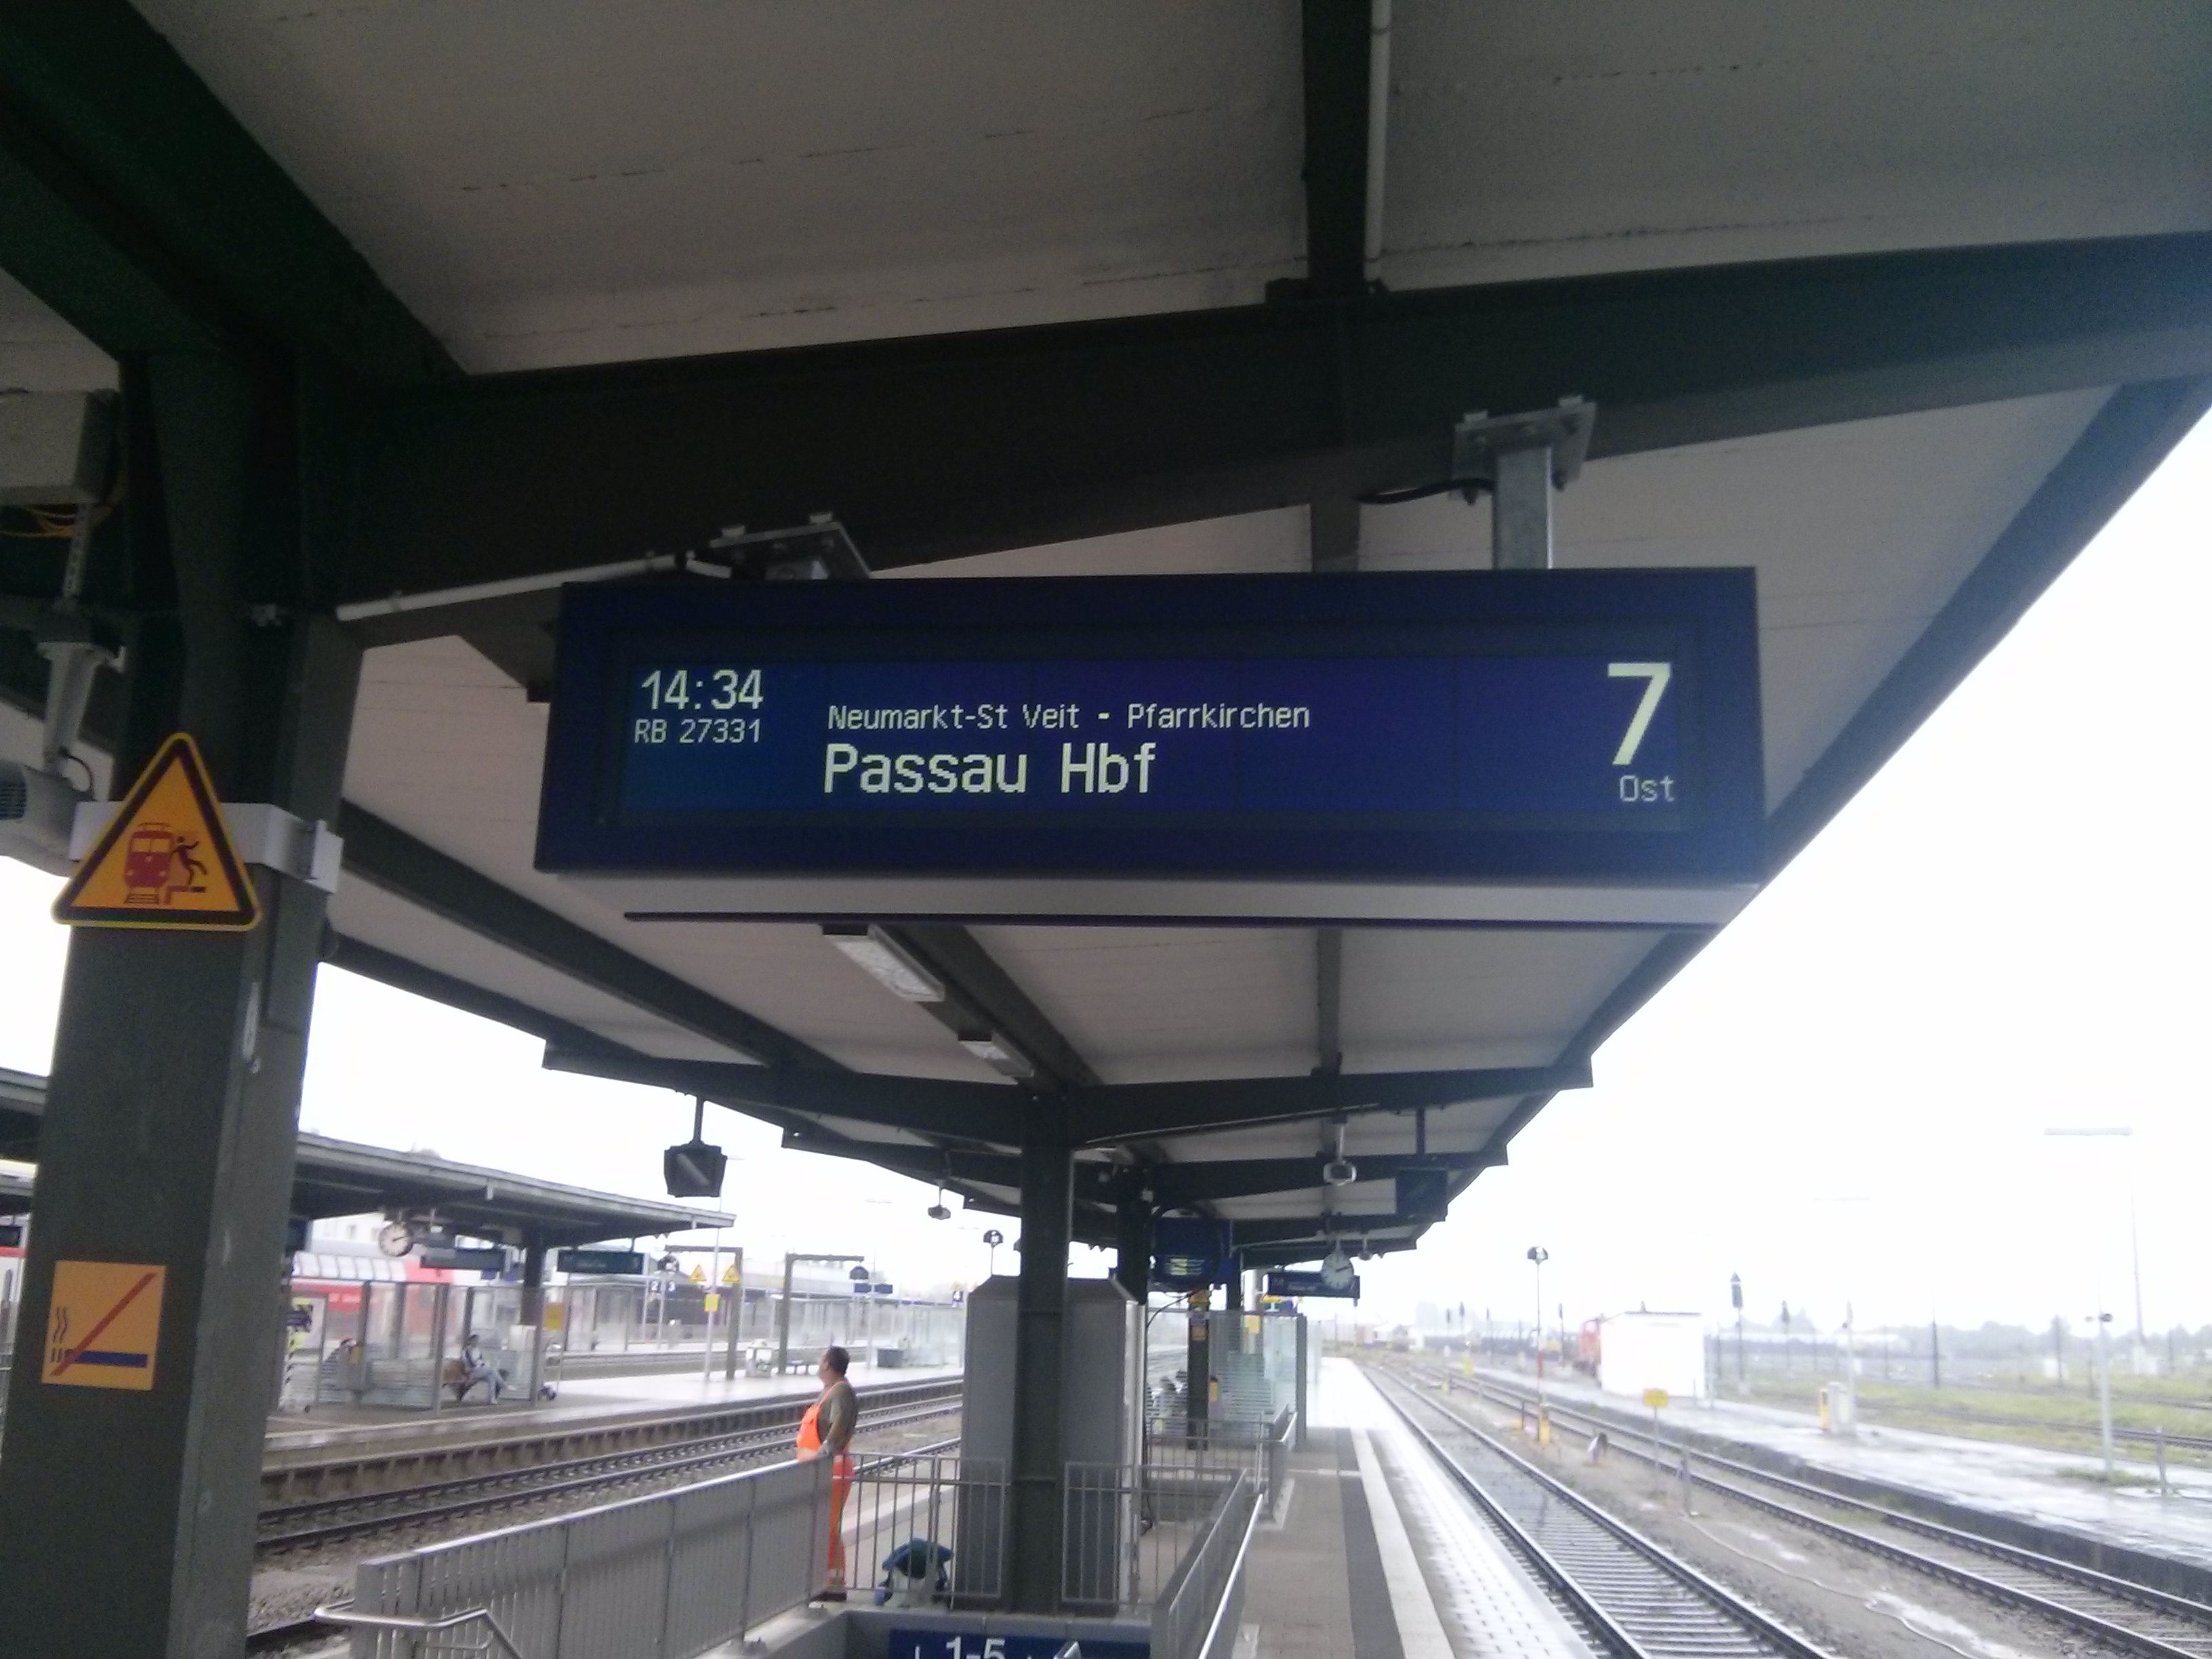 14:34
RB 27331
Neumarkt-St Veit - Pfarrkirchen
Passau Hbf
7
Ost
1-5